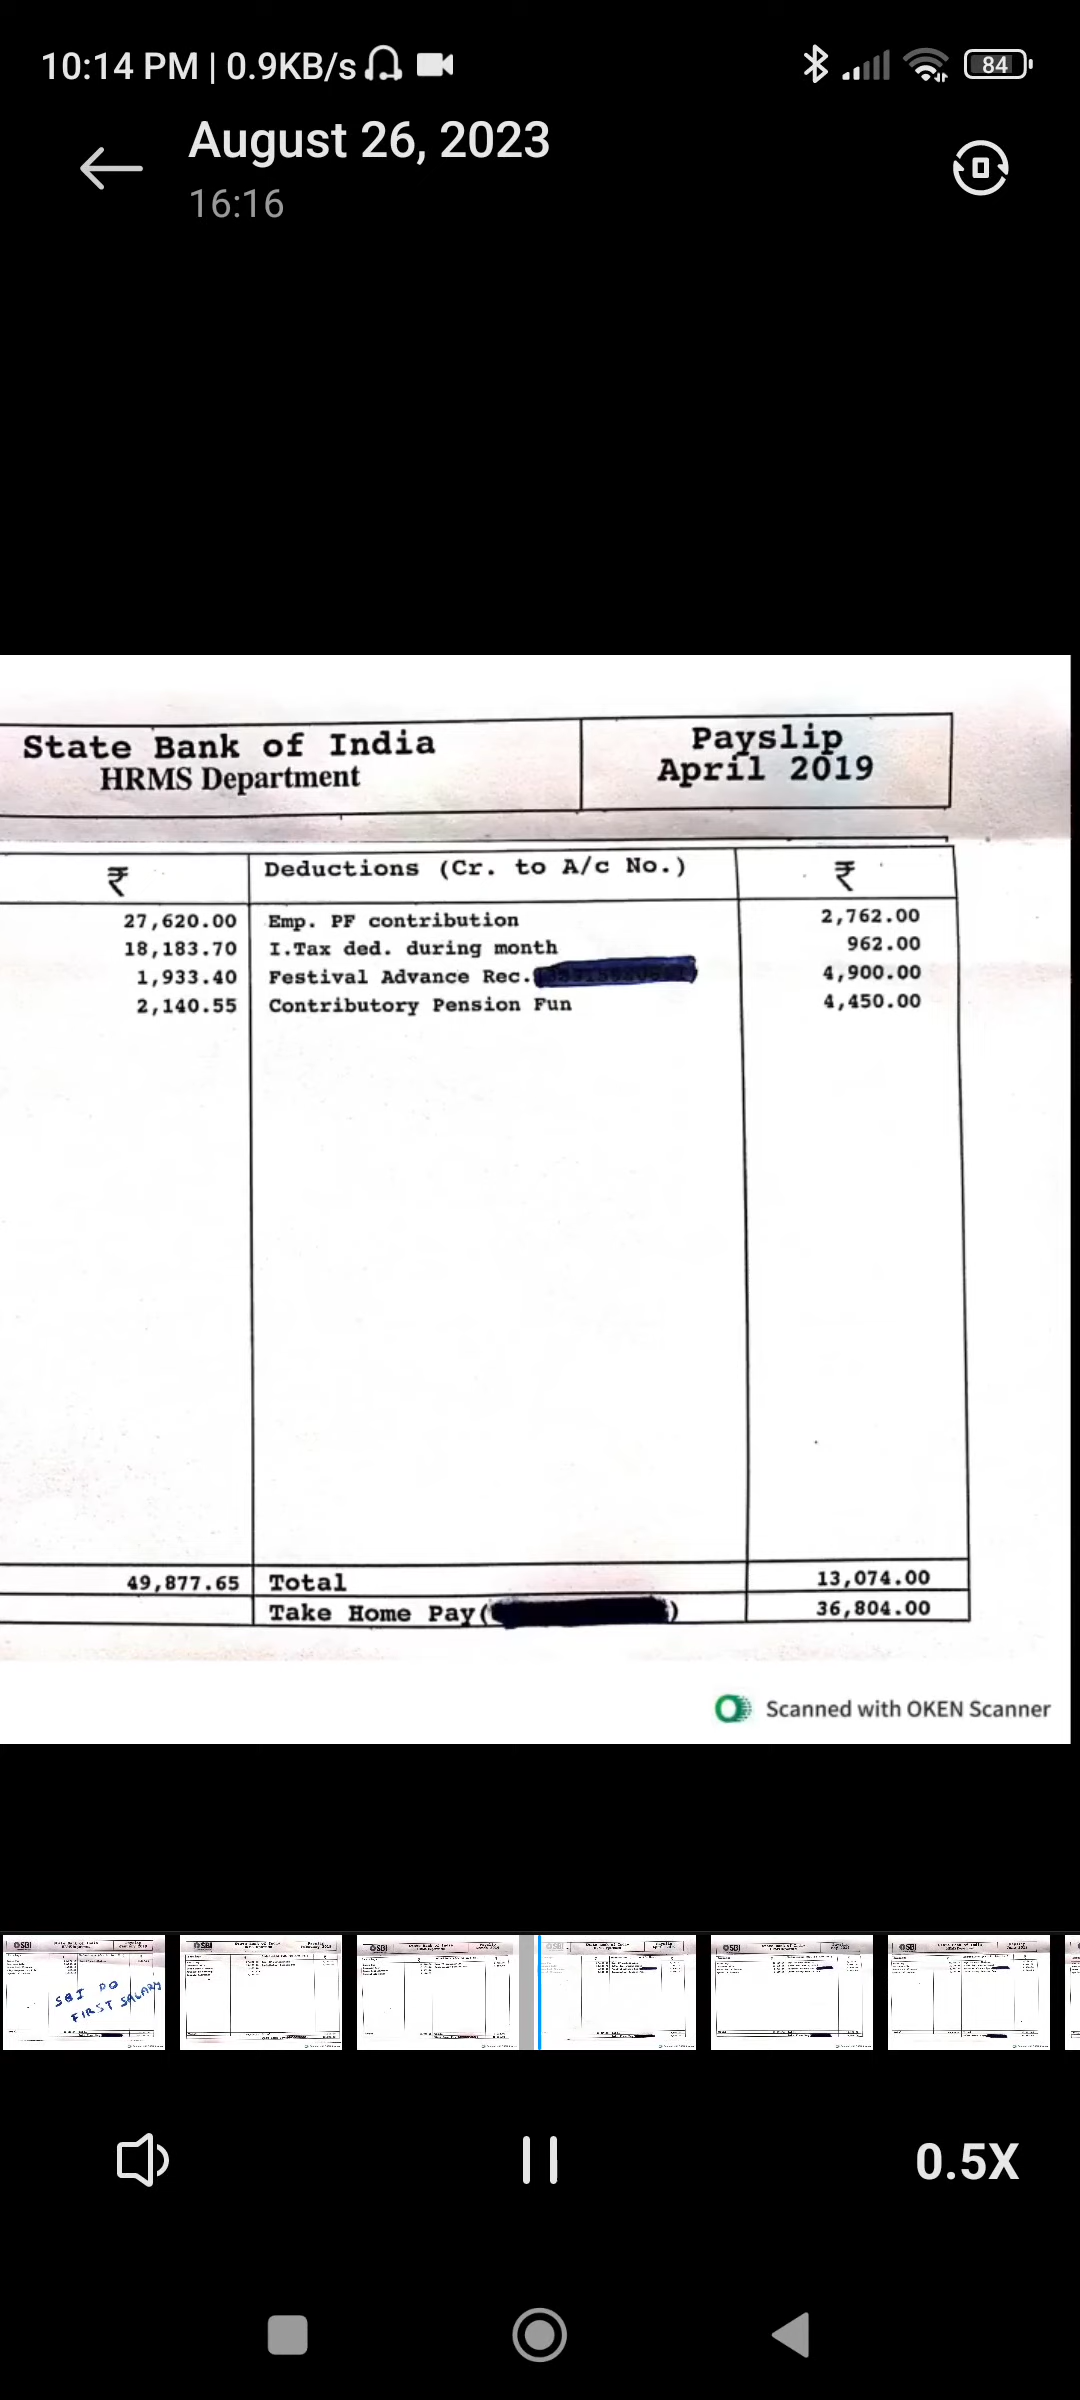 10:14 PM | 0.9KB/s
84
August 26, 2023
16:16
State Bank of India
HRMS Department
Payslip
April 2019
₹ Deductions (Cr. to A/c No.) ₹
27,620.00 Emp. PF contribution 2,762.00
18,183.70 I.Tax ded. during month 962.00
1,933.40 Festival Advance Rec. 4,900.00
2,140.55 Contributory Pension Fun 4,450.00
49,877.65 Total 13,074.00
Take Home Pay( ) 36,804.00
Scanned with OKEN Scanner
SBI PO
FIRST SALARY
0.5X